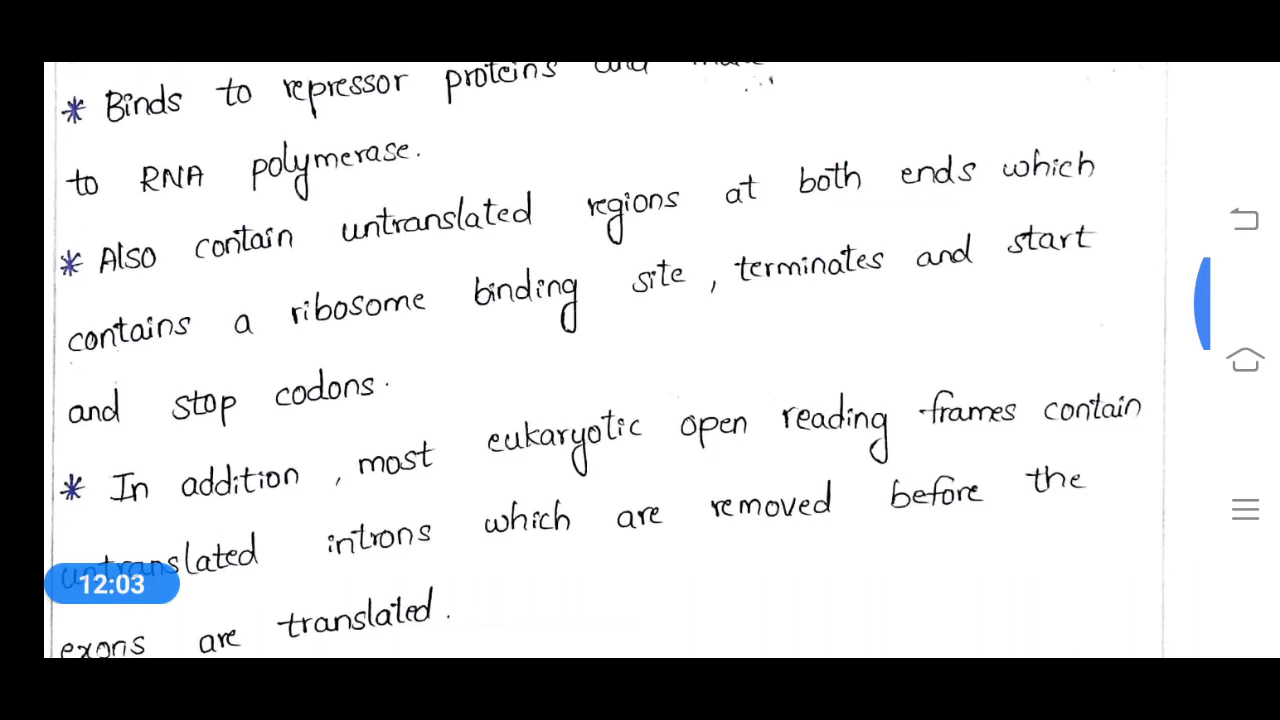 * Binds to repressor proteins and
to RNA polymerase.
* Also contain untranslated regions at both ends which
contains a ribosome binding site, terminates and start
and stop codons.
* In addition, most eukaryotic open reading frames contain
untranslated introns which are removed before the
12:03
exons are translated.